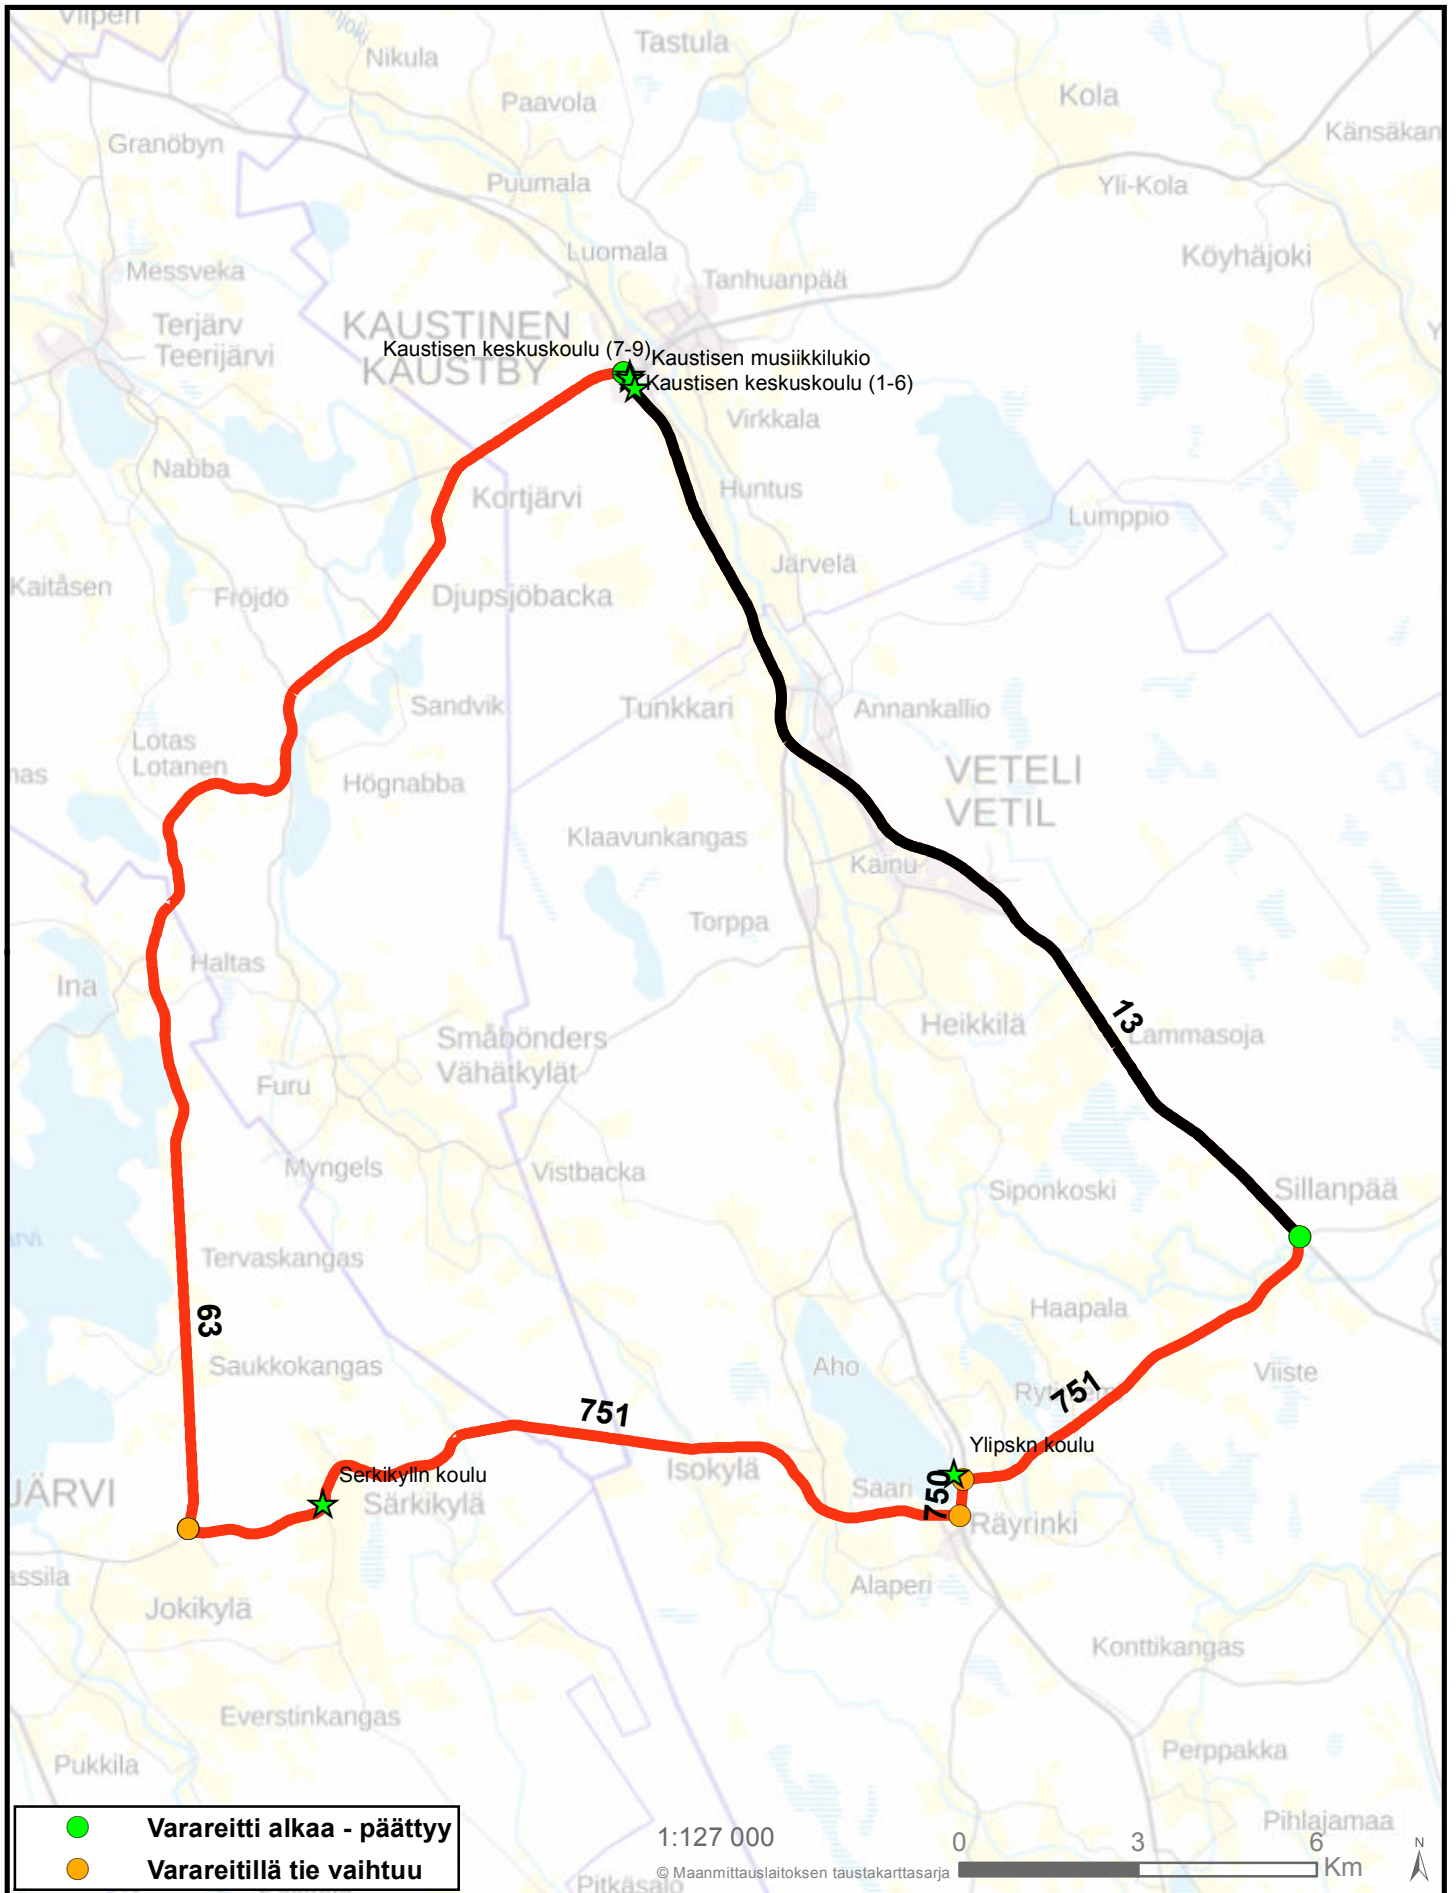 Vilperi
Nikula
Tastula
Paavola
Kola
Känsäkan
Granöbyn
Puumala
Yli-Kola
Luomala
Köyhäjoki
Messveka
Tanhuanpää
Terjärv
Teerijärvi
KAUSTINEN
KAUSTBY
Kaustisen keskuskoulu (7-9)
Kaustisen musiikkilukio
Kaustisen keskuskoulu (1-6)
Virkkala
Nabba
Kortjärvi
Huntus
Lumppio
Järvelä
Kaitåsen
Fröjdö
Djupsjöbacka
Sandvik
Tunkkari
Annankallio
Lotas
Lotanen
nas
Högnabba
VETELI
VETIL
Klaavunkangas
Kainu
Torppa
Haltas
Ina
13
Heikkilä
Lammasoja
Småbönders
Vähätkylät
Furu
Myngels
Vistbacka
Siponkoski
Sillanpää
Tervaskangas
Haapala
63
Saukkokangas
Aho
Viiste
751
751
Ylipskn koulu
Isokylä
Serkikylln koulu
JÄRVI
Särkikylä
Saari
750
Räyrinki
assila
Alaperi
Jokikylä
Konttikangas
Everstinkangas
Perppakka
Pukkila
Pihlajamaa
Varareitti alkaa - päättyy
Varareitillä tie vaihtuu
1:127 000
0 3 6
Km
N
© Maanmittauslaitoksen taustakarttasarja
Pitkäsalo